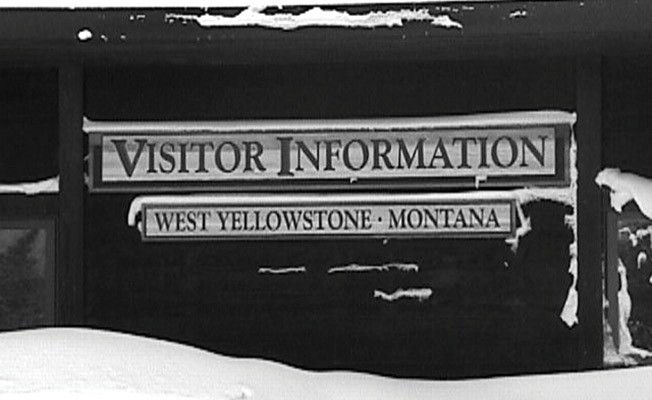 VISITOR INFORMATION
WEST YELLOWSTONE · MONTANA